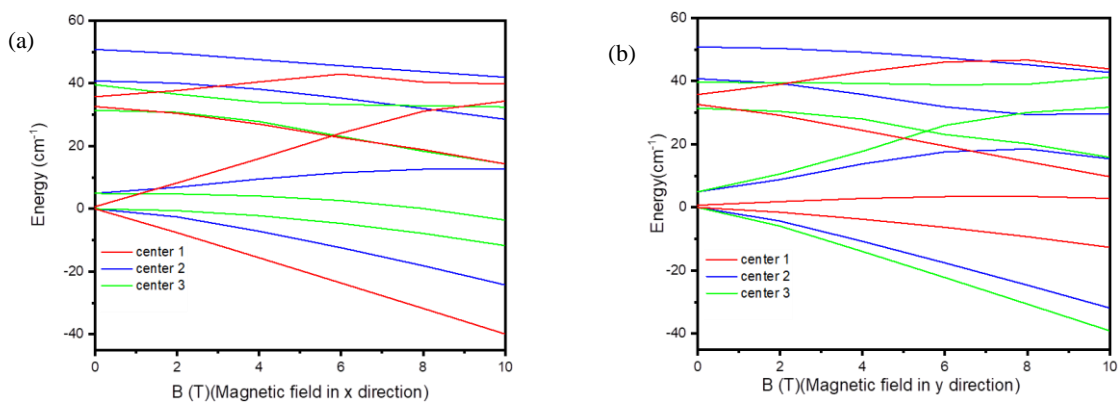 (a)
60
40
20
0
-20
-40
Energy (cm-1)
center 1
center 2
center 3
0 2 4 6 8 10
B (T)(Magnetic field in x direction)
(b)
60
40
20
0
-20
-40
Energy(cm-1)
center 1
center 2
center 3
0 2 4 6 8 10
B (T)(Magnetic field in y direction)